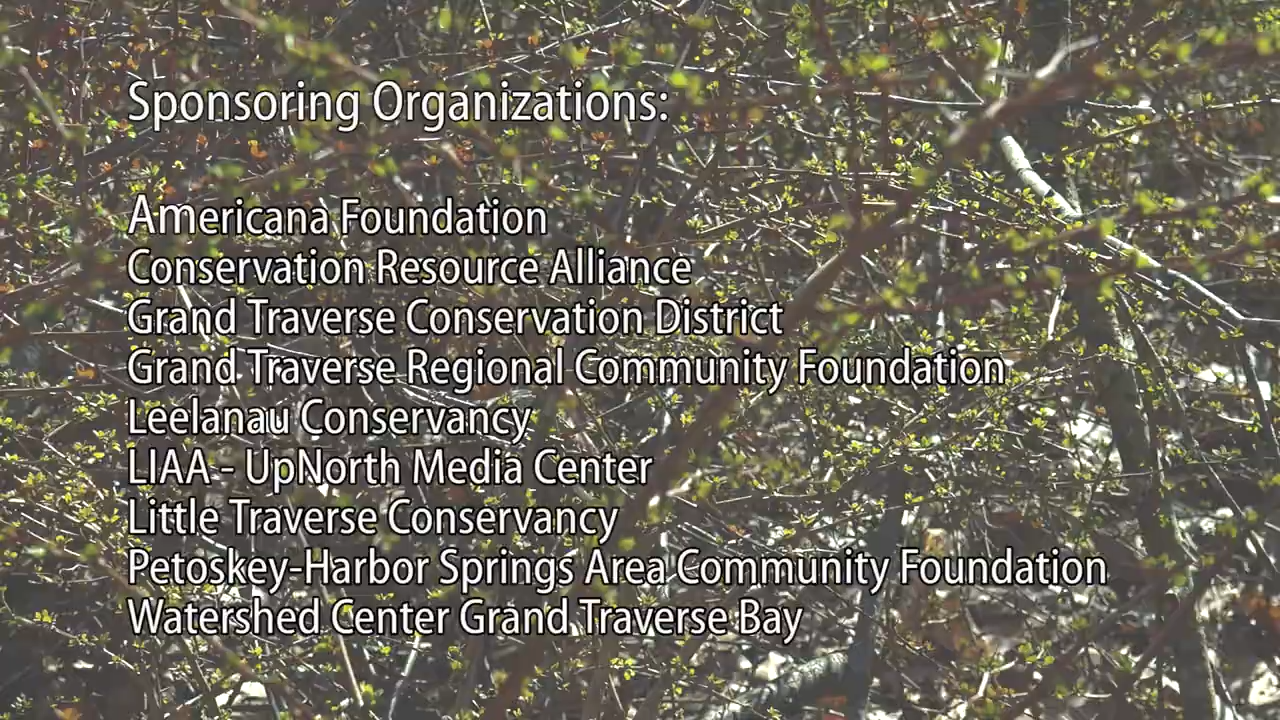 Sponsoring Organizations:
Americana Foundation
Conservation Resource Alliance
Grand Traverse Conservation District
Grand Traverse Regional Community Foundation
Leelanau Conservancy
LIAA - UpNorth Media Center
Little Traverse Conservancy
Petoskey-Harbor Springs Area Community Foundation
Watershed Center Grand Traverse Bay